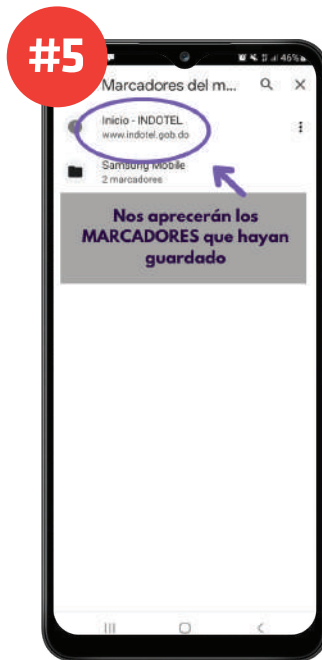 #5
46%
Marcadores del m...
Inicio - INDOTEL
www.indotel.gob.do
Samsung Mobile
2 marcadores
Nos aprecerán los
MARCADORES que hayan
guardado